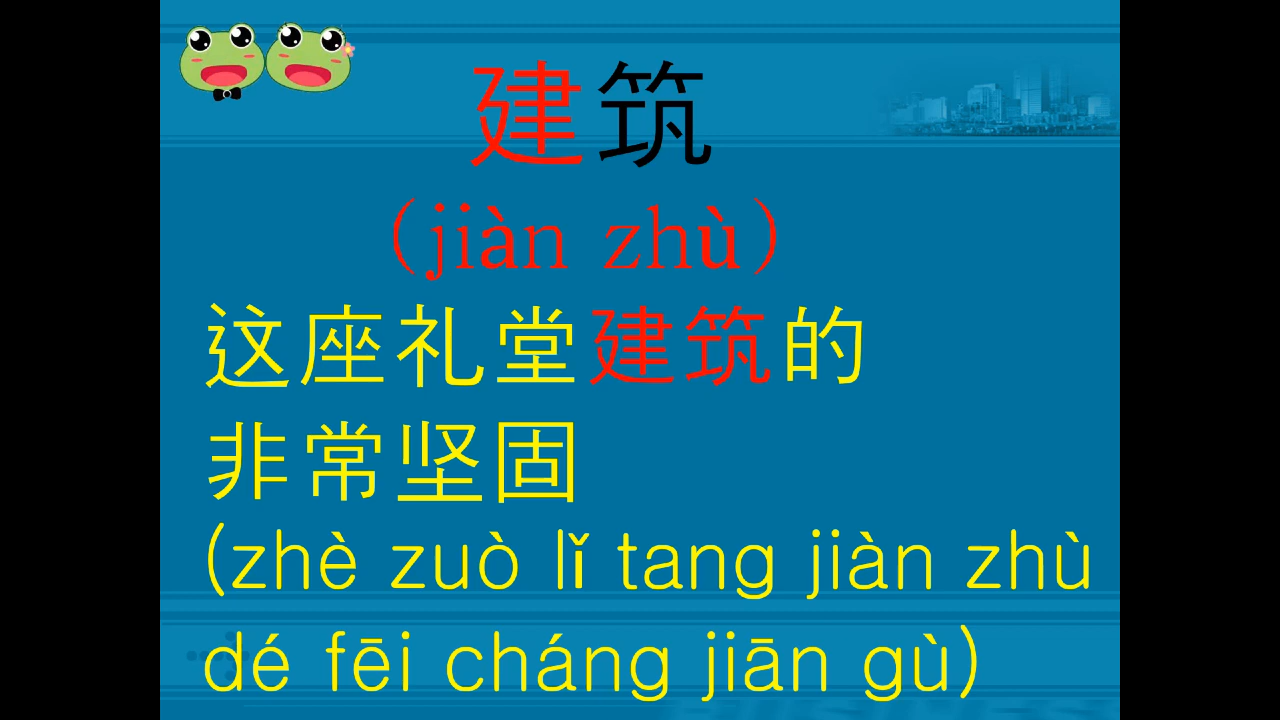 建筑
（jiàn zhù）
这座礼堂建筑的
非常坚固
(zhè zuò lǐ tang jiàn zhù
dé fēi cháng jiān gù)